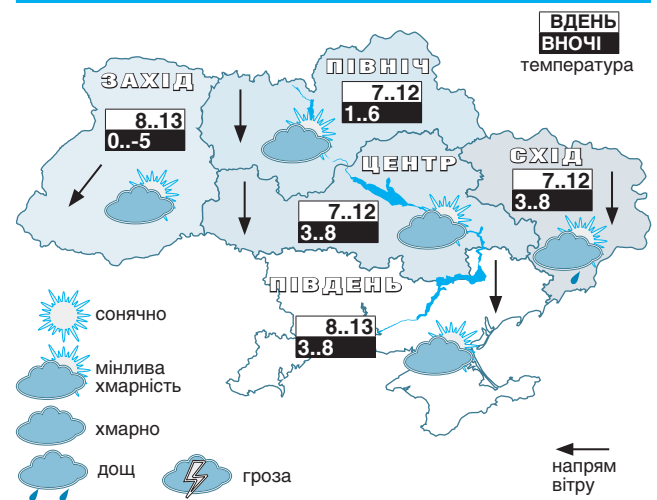 ВДЕНЬ
ВНОЧІ
температура
ЗАХІД
8..13
0..-5
ПІВНІЧ
7..12
1..6
ЦЕНТР
7..12
3..8
СХІД
7..12
3..8
ПІВДЕНЬ
8..13
3..8
сонячно
мінлива
хмарність
хмарно
дощ
гроза
напрям
вітру